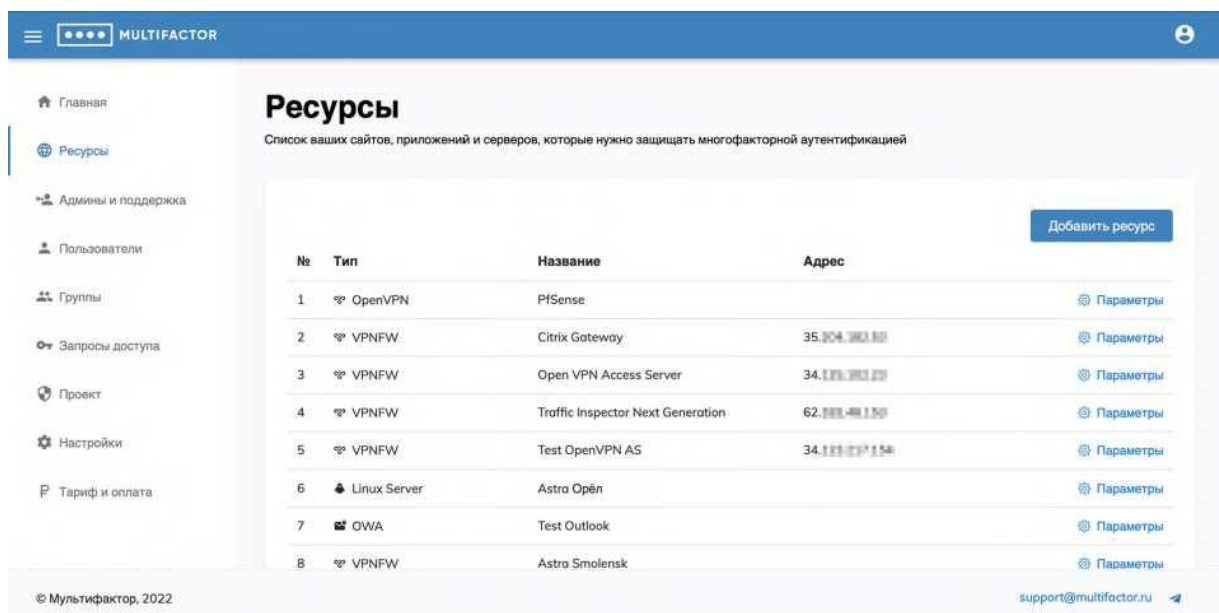 MULTIFACTOR
Главная
Ресурсы
Админы и поддержка
Пользователи
Группы
Запросы доступа
Проект
Настройки
Тариф и оплата
Ресурсы
Список ваших сайтов, приложений и серверов, которые нужно защищать многофакторной аутентификацией
Добавить ресурс
№ Тип Название Адрес
1 OpenVPN PfSense Параметры
2 VPNFW Citrix Gateway 35. Параметры
3 VPNFW Open VPN Access Server 34. Параметры
4 VPNFW Traffic Inspector Next Generation 62. Параметры
5 VPNFW Test OpenVPN AS 34. Параметры
6 Linux Server Astra Орёл Параметры
7 OWA Test Outlook Параметры
8 VPNFW Astra Smolensk Параметры
© Мультифактор, 2022
support@multifactor.ru